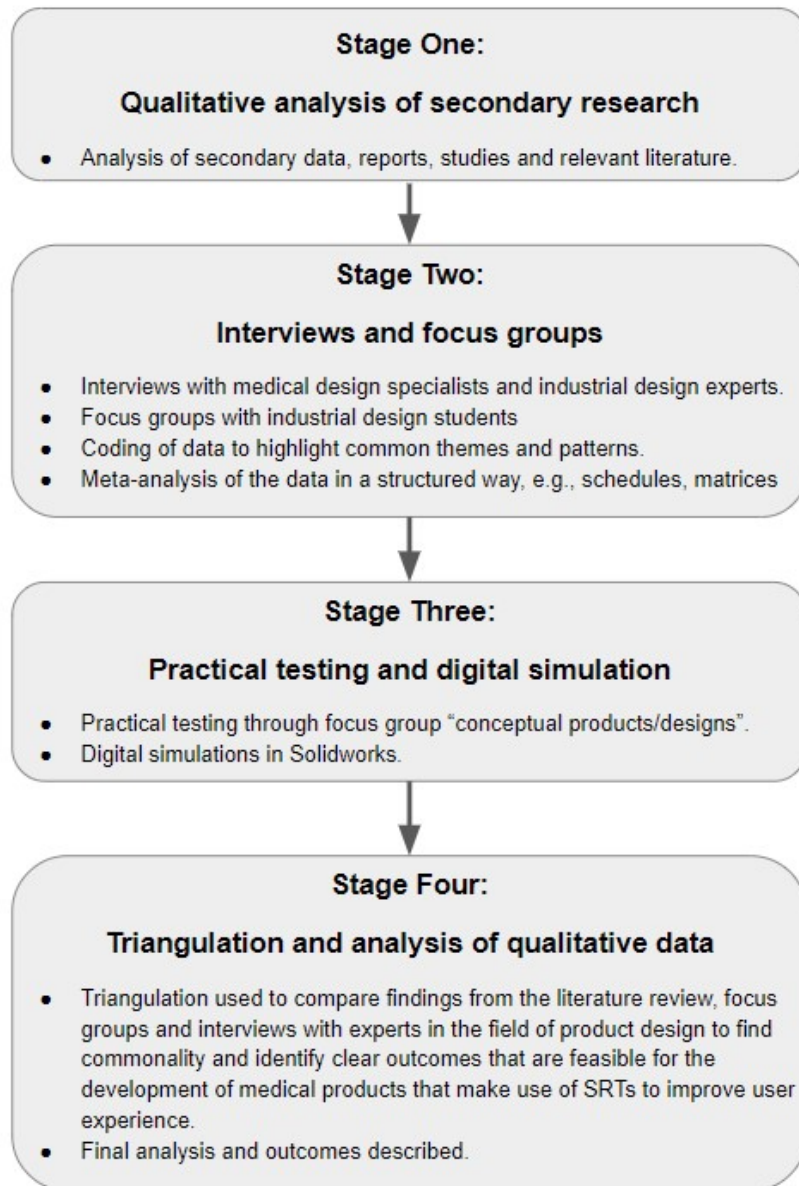 Stage One:
Qualitative analysis of secondary research
● Analysis of secondary data, reports, studies and relevant literature.
Stage Two:
Interviews and focus groups
● Interviews with medical design specialists and industrial design experts.
● Focus groups with industrial design students
● Coding of data to highlight common themes and patterns.
● Meta-analysis of the data in a structured way, e.g., schedules, matrices
Stage Three:
Practical testing and digital simulation
● Practical testing through focus group “conceptual products/designs”.
● Digital simulations in Solidworks.
Stage Four:
Triangulation and analysis of qualitative data
● Triangulation used to compare findings from the literature review, focus
groups and interviews with experts in the field of product design to find
commonality and identify clear outcomes that are feasible for the
development of medical products that make use of SRTs to improve user
experience.
● Final analysis and outcomes described.